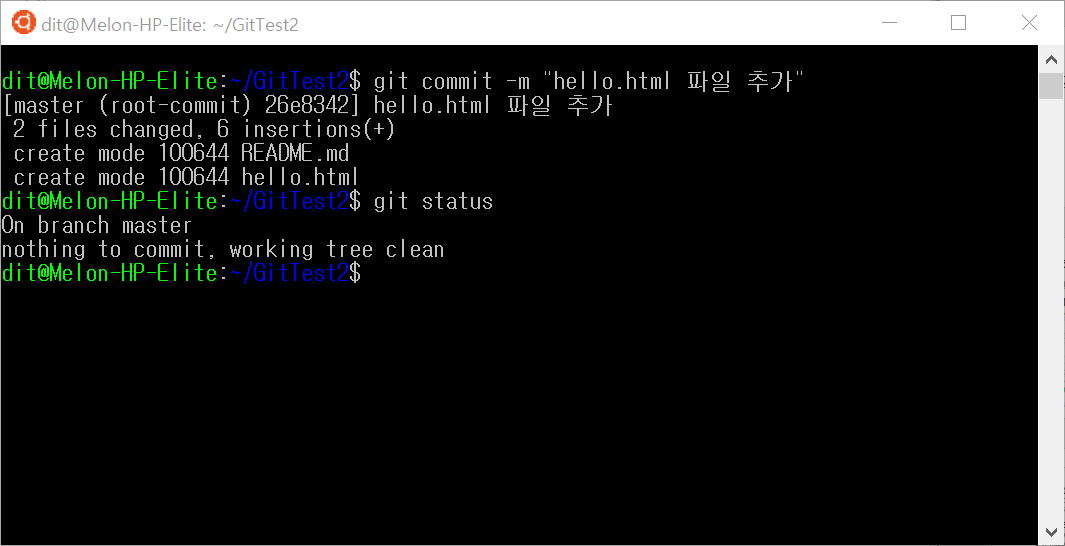 dit@Melon-HP-Elite: ~/GitTest2
dit@Melon-HP-Elite:~/GitTest2$ git commit -m "hello.html 파일 추가"
[master (root-commit) 26e8342] hello.html 파일 추가
 2 files changed, 6 insertions(+)
 create mode 100644 README.md
 create mode 100644 hello.html
dit@Melon-HP-Elite:~/GitTest2$ git status
On branch master
nothing to commit, working tree clean
dit@Melon-HP-Elite:~/GitTest2$